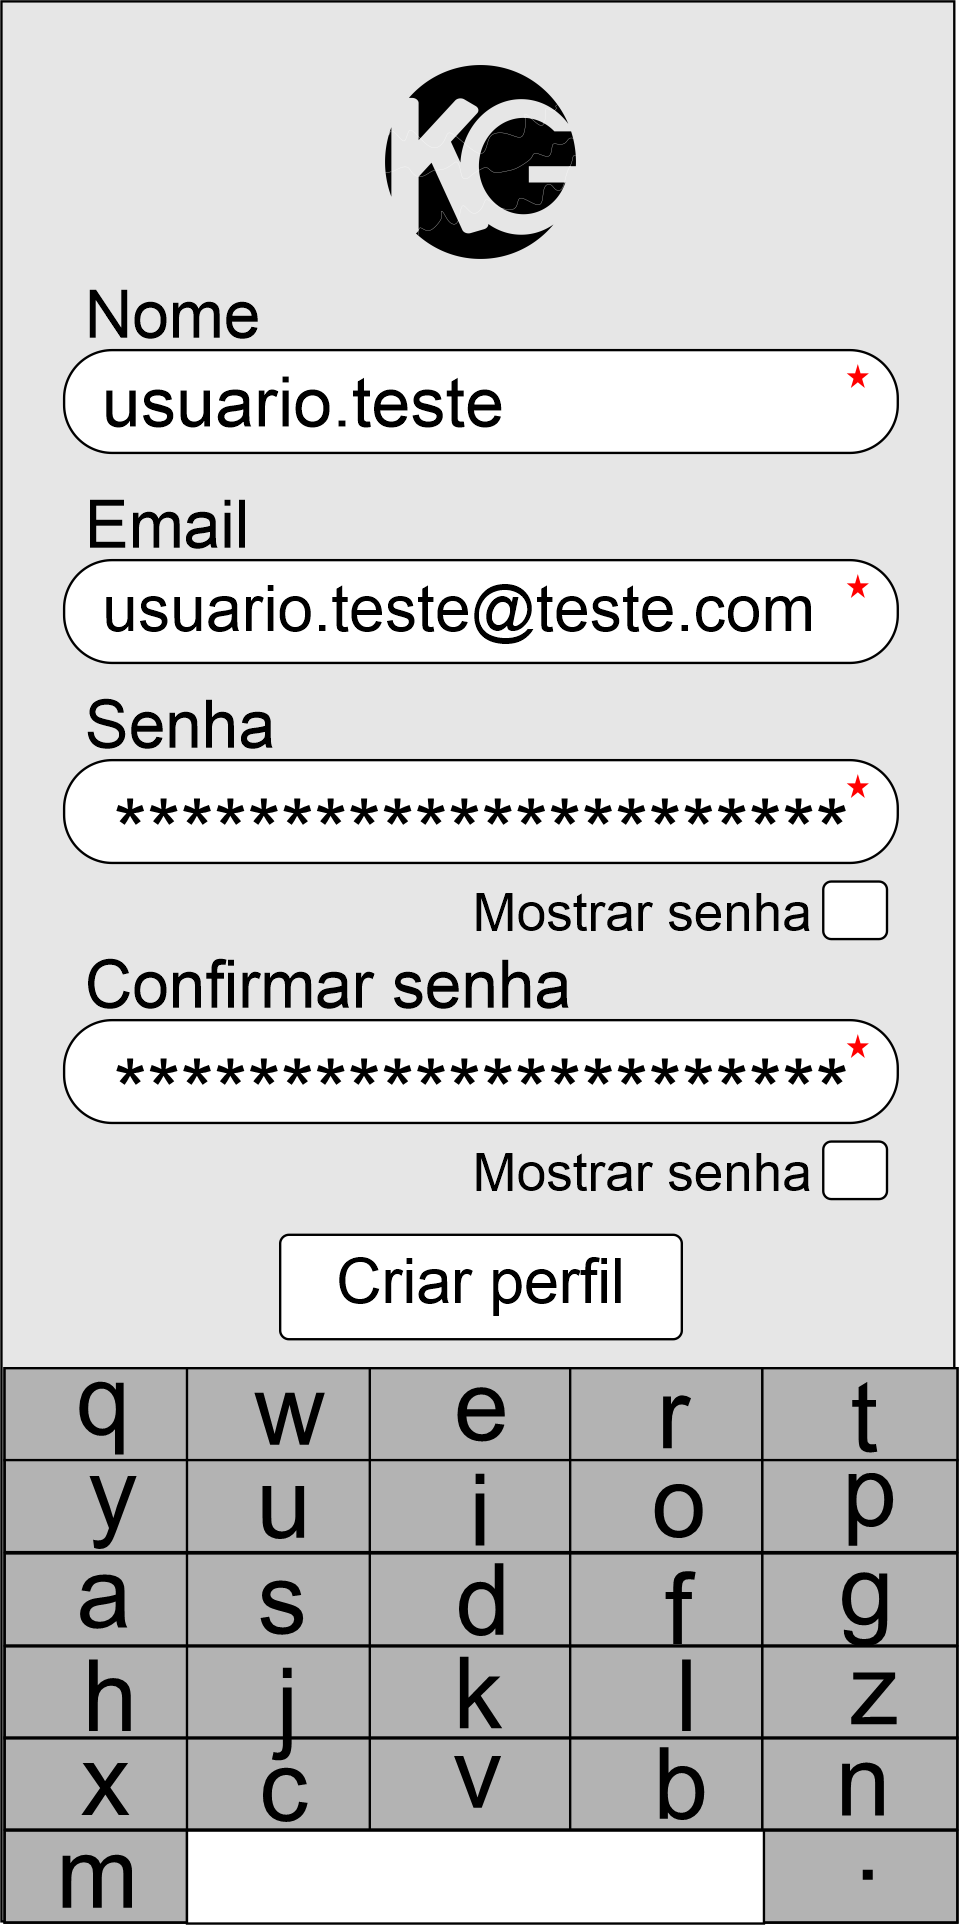 KG
Nome
usuario.teste
Email
usuario.teste@teste.com
Senha
**********************
Mostrar senha
Confirmar senha
**********************
Mostrar senha
Criar perfil
q w e r t
y u i o p
a s d f g
h j k l z
x c v b n
m .